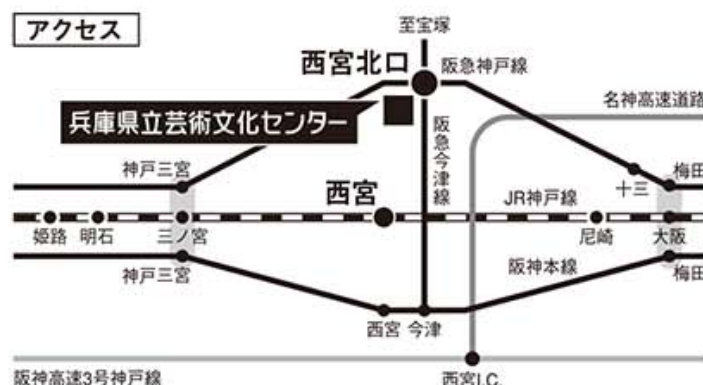 アクセス
至宝塚
西宮北口
阪急神戸線
名神高速道路
兵庫県立芸術文化センター
阪急今津線
神戸三宮
十三
梅田
西宮
JR神戸線
姫路
明石
三ノ宮
尼崎
大阪
神戸三宮
阪神本線
梅田
西宮
今津
阪神高速3号神戸線
西宮I.C.